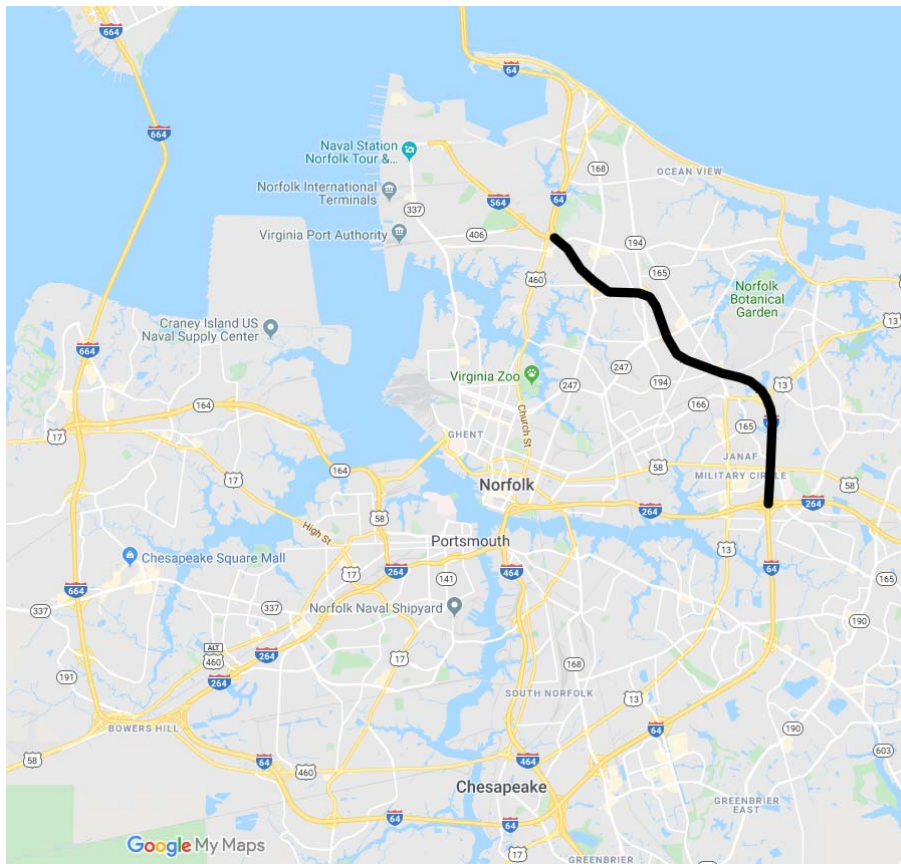 664
64
664
Naval Station
Norfolk Tour &...
168
OCEAN VIEW
Norfolk International
Terminals
337
564
64
Virginia Port Authority
406
194
460
165
Norfolk
Botanical
Garden
Craney Island US
Naval Supply Center
13
664
Virginia Zoo
247
247
194
13
164
166
17
Church St
165
64
GHENT
JANAF
164
58
MILITARY CIRCLE
17
Norfolk
58
264
264
58
High St
Portsmouth
13
Chesapeake Square Mall
17
264
464
64
141
165
664
337
Norfolk Naval Shipyard
337
190
ALT
460
264
17
168
191
264
SOUTH NORFOLK
13
BOWERS HILL
64
190
58
64
460
464
603
Chesapeake
GREENBRIER
EAST
64
64
Google My Maps
17
GREENBRIER